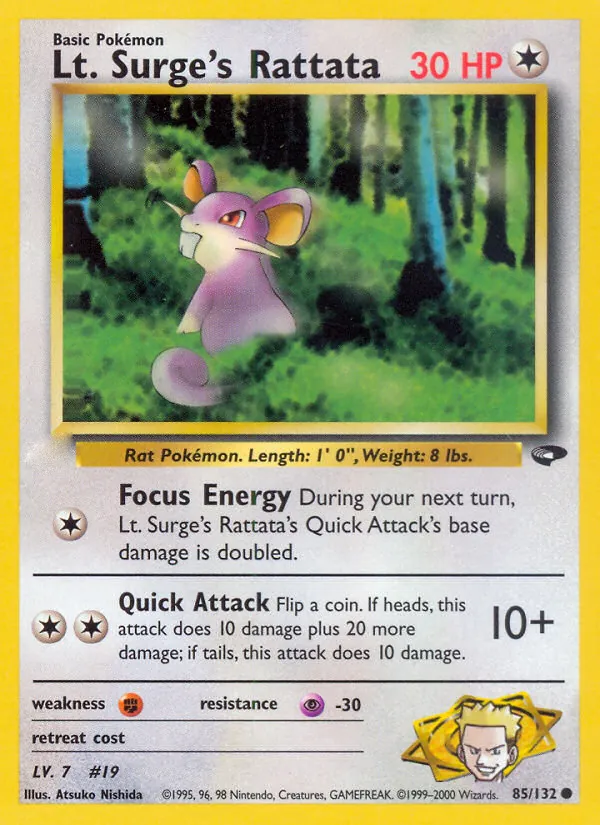 Basic Pokémon
Lt. Surge's Rattata 30 HP
Rat Pokémon. Length: 1' 0", Weight: 8 lbs.
Focus Energy During your next turn,
Lt. Surge's Rattata's Quick Attack's base
damage is doubled.
Quick Attack Flip a coin. If heads, this
attack does 10 damage plus 20 more
damage; if tails, this attack does 10 damage.
10+
weakness resistance -30
retreat cost
LV. 7 #19
Illus. Atsuko Nishida ©1995, 96, 98 Nintendo, Creatures, GAMEFREAK. ©1999-2000 Wizards. 85/132